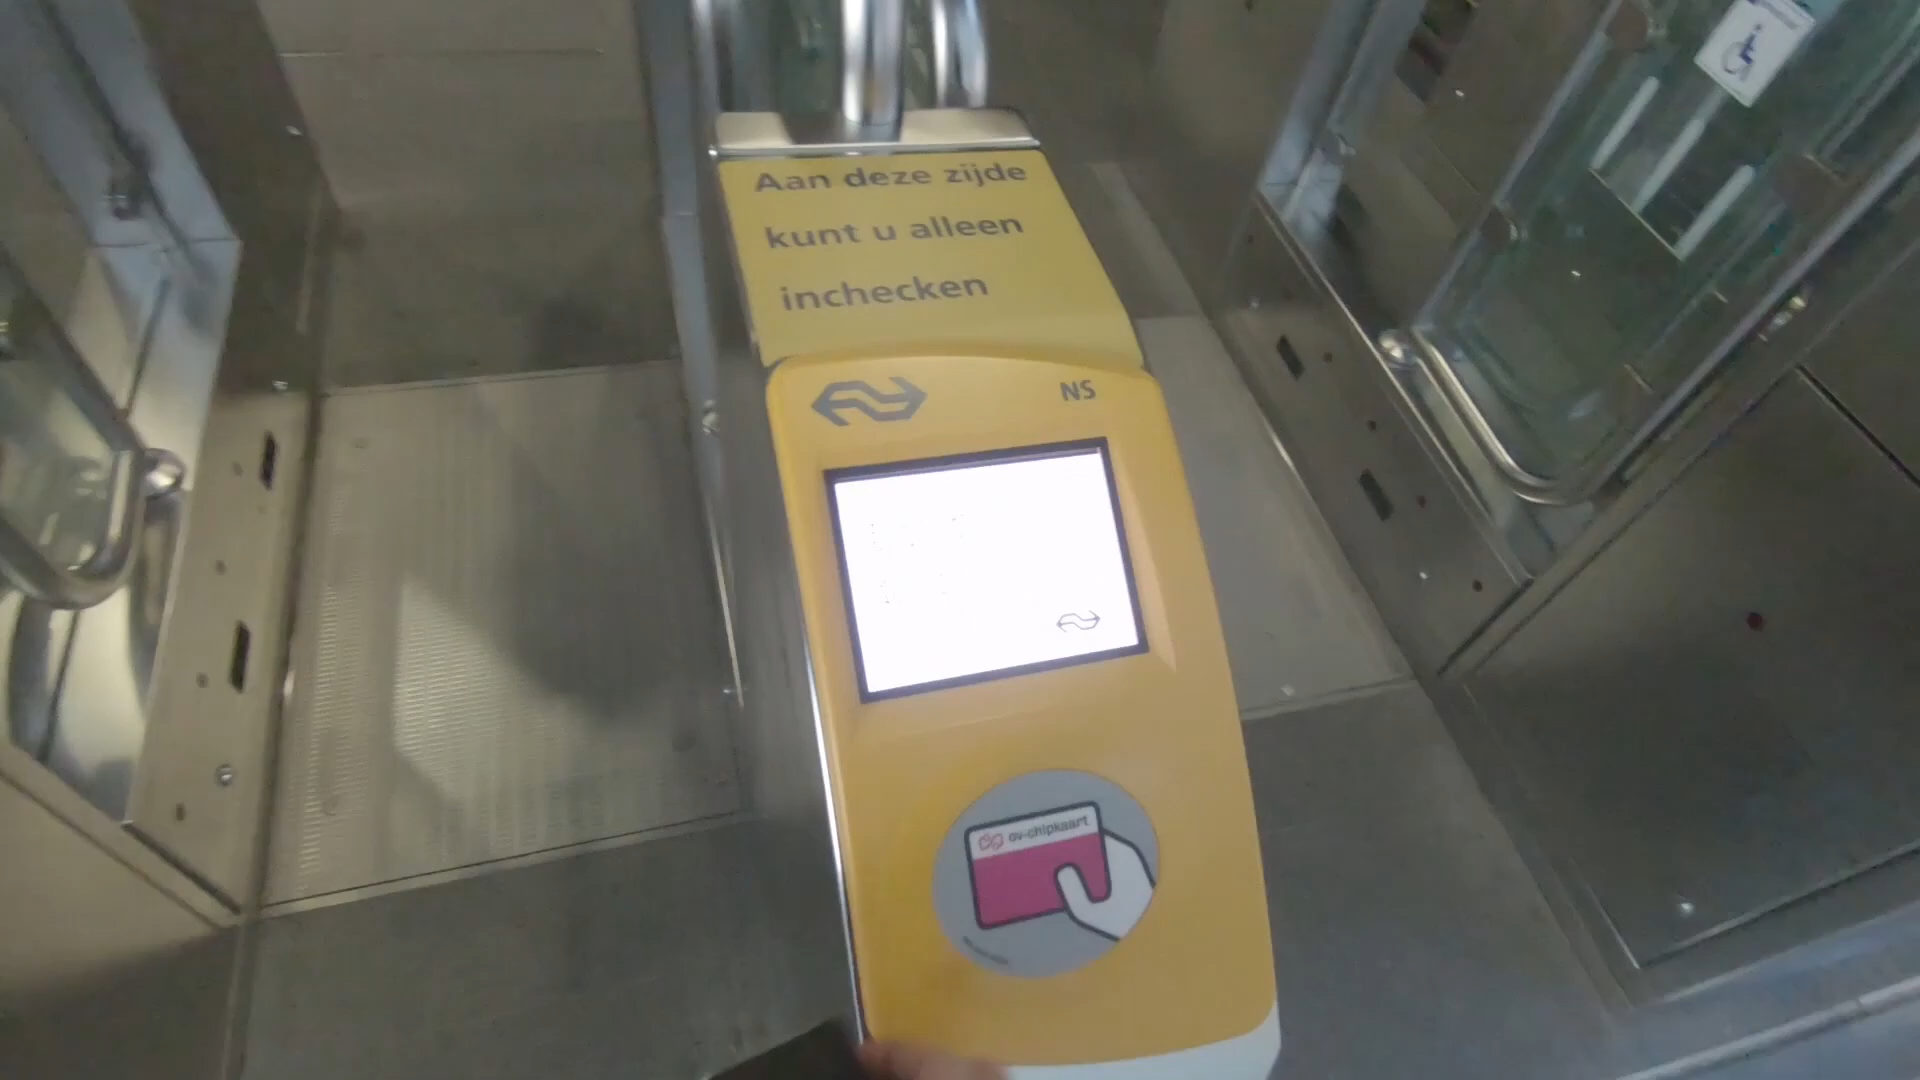 Aan deze zijde
kunt u alleen
inchecken
NS
ov-chipkaart